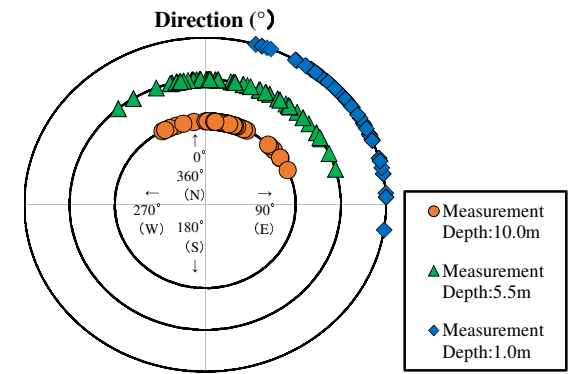 Direction (°)
↑
0°
360°
(N)
←
→
270°
90°
(W)
180°
(E)
(S)
↓
Measurement
Depth:10.0m
Measurement
Depth:5.5m
Measurement
Depth:1.0m